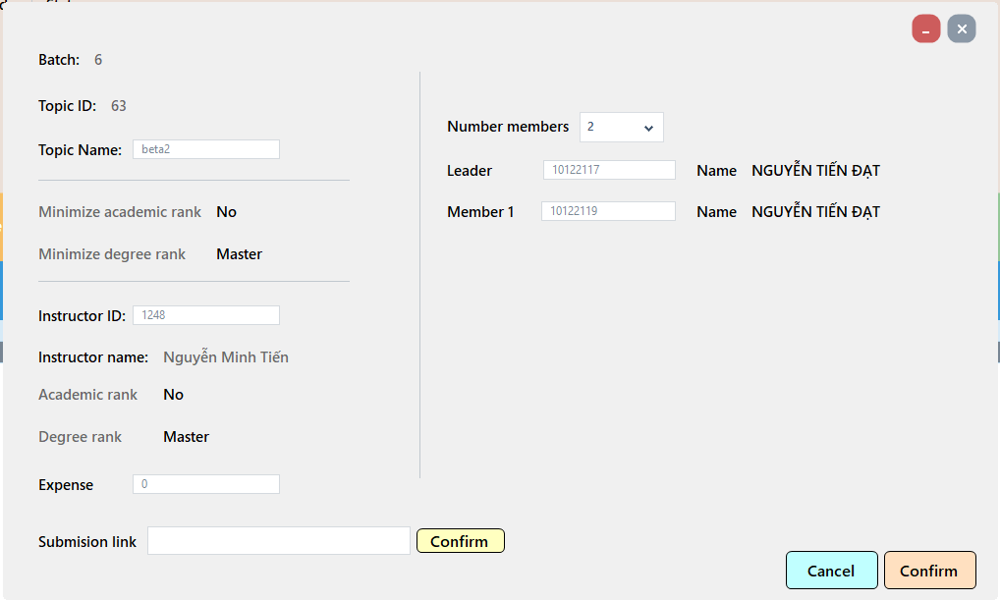 Batch: 6
Topic ID: 63
Topic Name: beta2
Minimize academic rank No
Minimize degree rank Master
Instructor ID: 1248
Instructor name: Nguyễn Minh Tiến
Academic rank No
Degree rank Master
Expense 0
Submision link Confirm
Number members 2
Leader 10122117 Name NGUYỄN TIẾN ĐẠT
Member 1 10122119 Name NGUYỄN TIẾN ĐẠT
Cancel Confirm